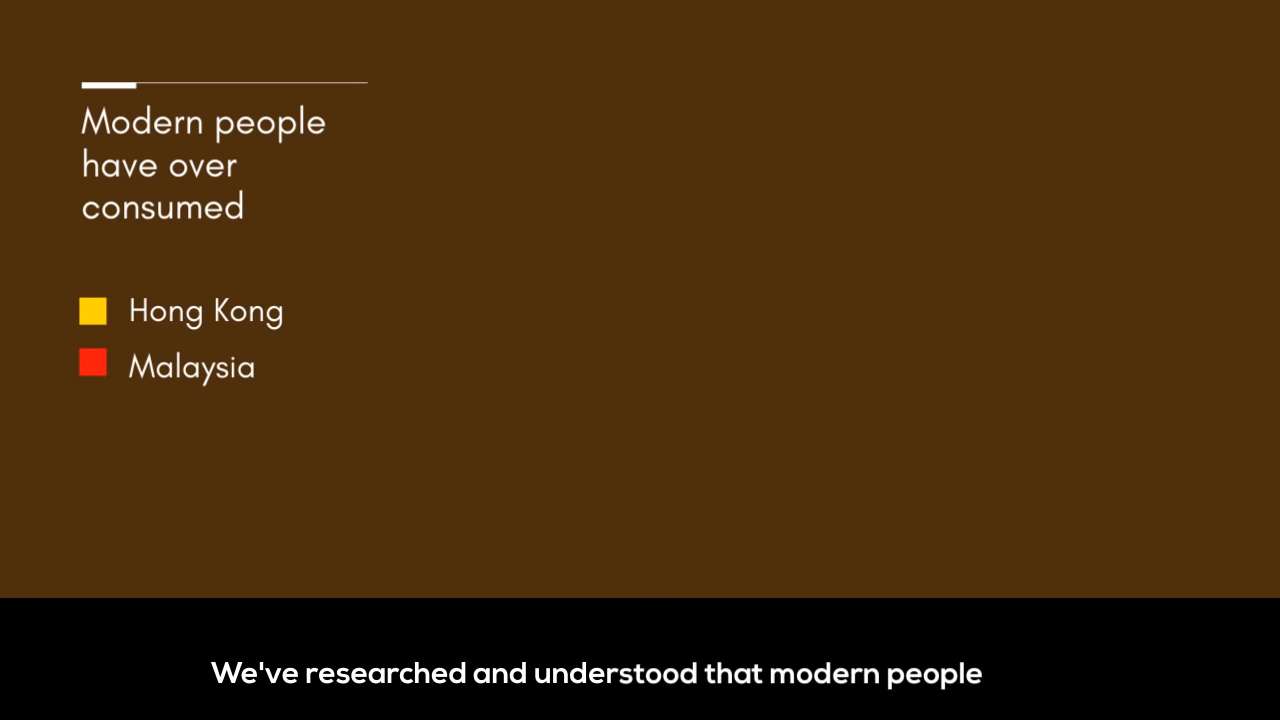 Modern people
have over
consumed
Hong Kong
Malaysia
We've researched and understood that modern people